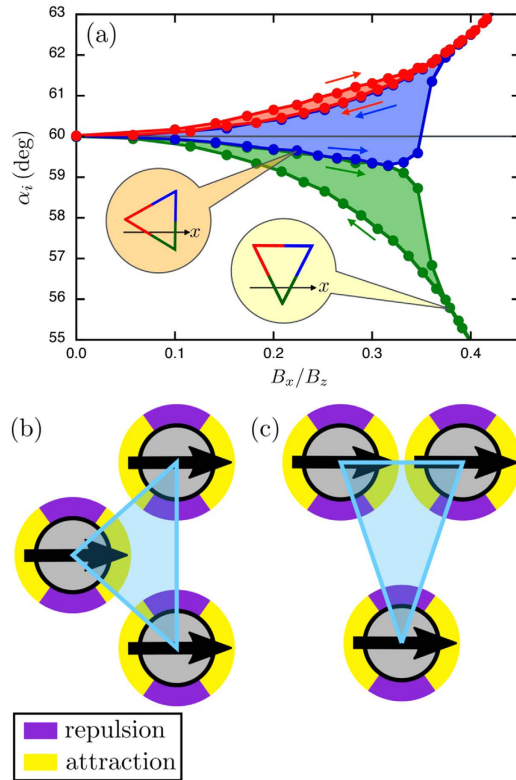 (a)
63
62
61
60
59
58
57
56
55
α_i (deg)
x
x
0.0
0.1
0.2
0.3
0.4
B_x/B_z
(b)
(c)
repulsion
attraction